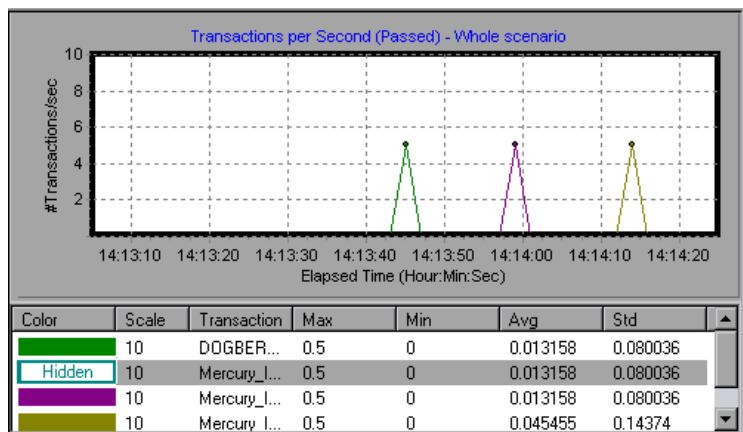 Transactions per Second (Passed) - Whole scenario
10
8
6
4
2
#Transactions/sec
14:13:10 14:13:20 14:13:30 14:13:40 14:13:50 14:14:00 14:14:10 14:14:20
Elapsed Time (Hour:Min:Sec)
Color Scale Transaction Max Min Avg Std
10 DOGBER... 0.5 0 0.013158 0.080036
Hidden 10 Mercury_I... 0.5 0 0.013158 0.080036
10 Mercury_I... 0.5 0 0.013158 0.080036
10 Mercury_I... 0.5 0 0.045455 0.14374